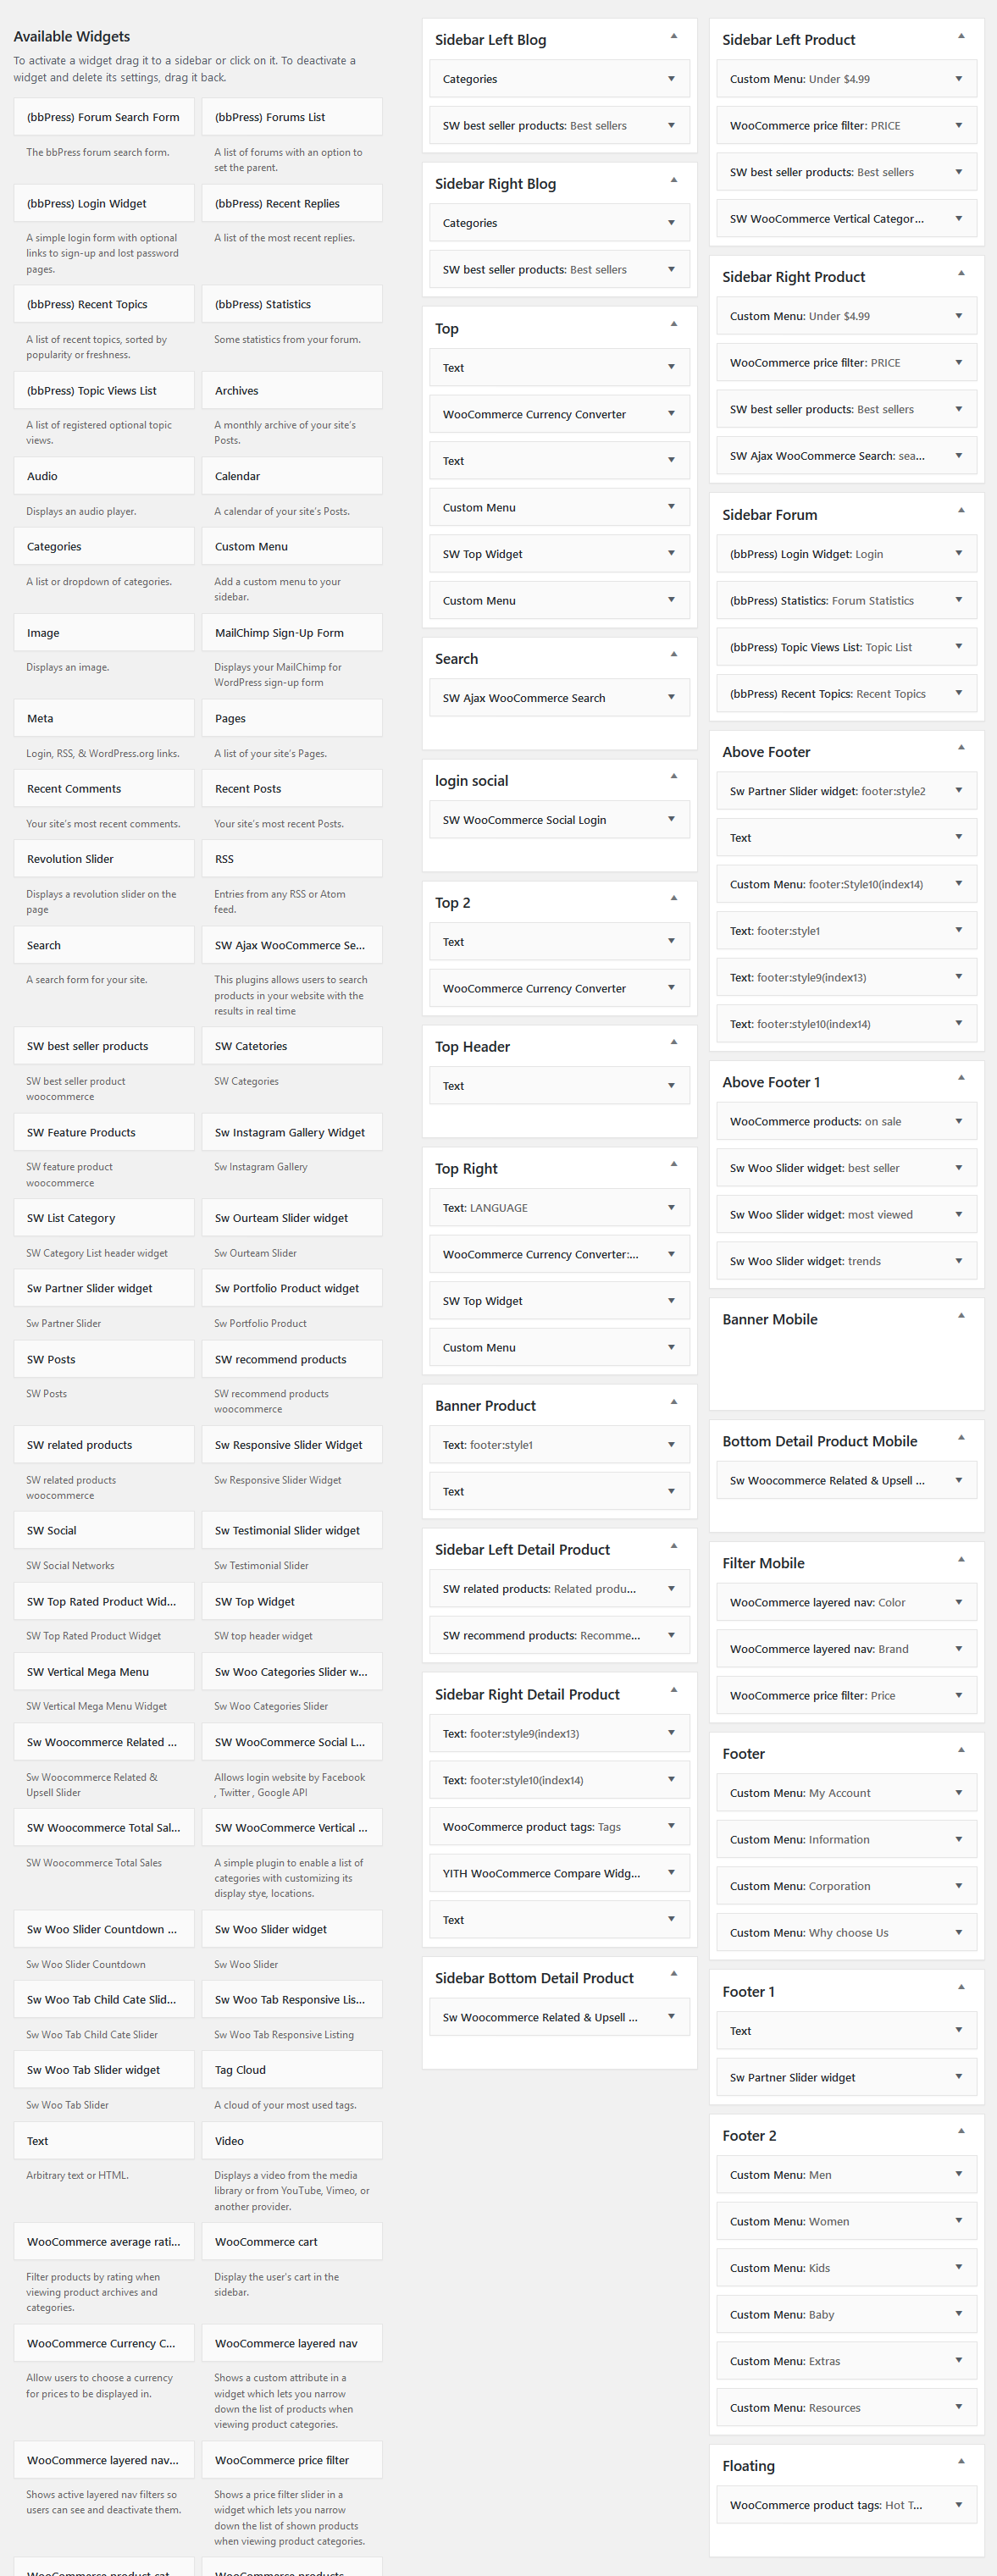 Available Widgets
To activate a widget drag it to a sidebar or click on it. To deactivate a
widget and delete its settings, drag it back.
(bbPress) Forum Search Form
The bbPress forum search form.
(bbPress) Forums List
A list of forums with an option to
set the parent.
(bbPress) Login Widget
A simple login form with optional
links to sign-up and lost password
pages.
(bbPress) Recent Replies
A list of the most recent replies.
(bbPress) Recent Topics
A list of recent topics, sorted by
popularity or freshness.
(bbPress) Statistics
Some statistics from your forum.
(bbPress) Topic Views List
A list of registered optional topic
views.
Archives
A monthly archive of your site's
Posts.
Audio
Displays an audio player.
Calendar
A calendar of your site's Posts.
Categories
A list or dropdown of categories.
Custom Menu
Add a custom menu to your
sidebar.
Image
Displays an image.
MailChimp Sign-Up Form
Displays your MailChimp for
WordPress sign-up form
Meta
Login, RSS, & WordPress.org links.
Pages
A list of your site's Pages.
Recent Comments
Your site's most recent comments.
Recent Posts
Your site's most recent Posts.
Revolution Slider
Displays a revolution slider on the
page
RSS
Entries from any RSS or Atom
feed.
Search
A search form for your site.
SW Ajax WooCommerce Se...
This plugins allows users to search
products in your website with the
results in real time
SW best seller products
SW best seller product
woocommerce
SW Catetories
SW Categories
SW Feature Products
SW feature product
woocommerce
Sw Instagram Gallery Widget
Sw Instagram Gallery
SW List Category
SW Category List header widget
Sw Ourteam Slider widget
Sw Ourteam Slider
Sw Partner Slider widget
Sw Partner Slider
Sw Portfolio Product widget
Sw Portfolio Product
SW Posts
SW Posts
SW recommend products
SW recommend products
woocommerce
SW related products
SW related products
woocommerce
Sw Responsive Slider Widget
Sw Responsive Slider Widget
SW Social
SW Social Networks
Sw Testimonial Slider widget
Sw Testimonial Slider
SW Top Rated Product Wid...
SW Top Rated Product Widget
SW Top Widget
SW top header widget
SW Vertical Mega Menu
SW Vertical Mega Menu Widget
Sw Woo Categories Slider w...
Sw Woo Categories Slider
Sw Woocommerce Related ...
Sw Woocommerce Related &
Upsell Slider
SW WooCommerce Social L...
Allows login website by Facebook
, Twitter , Google API
SW Woocommerce Total Sal...
SW Woocommerce Total Sales
SW WooCommerce Vertical ...
A simple plugin to enable a list of
categories with customizing its
display stye, locations.
Sw Woo Slider Countdown ...
Sw Woo Slider Countdown
Sw Woo Slider widget
Sw Woo Slider
Sw Woo Tab Child Cate Slid...
Sw Woo Tab Child Cate Slider
Sw Woo Tab Responsive Lis...
Sw Woo Tab Responsive Listing
Sw Woo Tab Slider widget
Sw Woo Tab Slider
Tag Cloud
A cloud of your most used tags.
Text
Arbitrary text or HTML.
Video
Displays a video from the media
library or from YouTube, Vimeo, or
another provider.
WooCommerce average rati...
Filter products by rating when
viewing product archives and
categories.
WooCommerce cart
Display the user's cart in the
sidebar.
WooCommerce Currency C...
Allow users to choose a currency
for prices to be displayed in.
WooCommerce layered nav
Shows a custom attribute in a
widget which lets you narrow
down the list of products when
viewing product categories.
WooCommerce layered nav...
Shows active layered nav filters so
users can see and deactivate them.
WooCommerce price filter
Shows a price filter slider in a
widget which lets you narrow
down the list of shown products
when viewing product categories.
Sidebar Left Blog
Categories
SW best seller products: Best sellers
Sidebar Right Blog
Categories
SW best seller products: Best sellers
Top
Text
WooCommerce Currency Converter
Text
Custom Menu
SW Top Widget
Custom Menu
Search
SW Ajax WooCommerce Search
login social
SW WooCommerce Social Login
Top 2
Text
WooCommerce Currency Converter
Top Header
Text
Top Right
Text: LANGUAGE
WooCommerce Currency Converter:...
SW Top Widget
Custom Menu
Banner Product
Text: footer:style1
Text
Sidebar Left Detail Product
SW related products: Related produ...
SW recommend products: Recomme...
Sidebar Right Detail Product
Text: footer:style9(index13)
Text: footer:style10(index14)
WooCommerce product tags: Tags
YITH WooCommerce Compare Widg...
Text
Sidebar Bottom Detail Product
Sw Woocommerce Related & Upsell ...
Sidebar Left Product
Custom Menu: Under $4.99
WooCommerce price filter: PRICE
SW best seller products: Best sellers
SW WooCommerce Vertical Categor...
Sidebar Right Product
Custom Menu: Under $4.99
WooCommerce price filter: PRICE
SW best seller products: Best sellers
SW Ajax WooCommerce Search: sea...
Sidebar Forum
(bbPress) Login Widget: Login
(bbPress) Statistics: Forum Statistics
(bbPress) Topic Views List: Topic List
(bbPress) Recent Topics: Recent Topics
Above Footer
Sw Partner Slider widget: footer:style2
Text
Custom Menu: footer:Style10(index14)
Text: footer:style1
Text: footer:style9(index13)
Text: footer:style10(index14)
Above Footer 1
WooCommerce products: on sale
Sw Woo Slider widget: best seller
Sw Woo Slider widget: most viewed
Sw Woo Slider widget: trends
Banner Mobile
Bottom Detail Product Mobile
Sw Woocommerce Related & Upsell ...
Filter Mobile
WooCommerce layered nav: Color
WooCommerce layered nav: Brand
WooCommerce price filter: Price
Footer
Custom Menu: My Account
Custom Menu: Information
Custom Menu: Corporation
Custom Menu: Why choose Us
Footer 1
Text
Sw Partner Slider widget
Footer 2
Custom Menu: Men
Custom Menu: Women
Custom Menu: Kids
Custom Menu: Baby
Custom Menu: Extras
Custom Menu: Resources
Floating
WooCommerce product tags: Hot T...